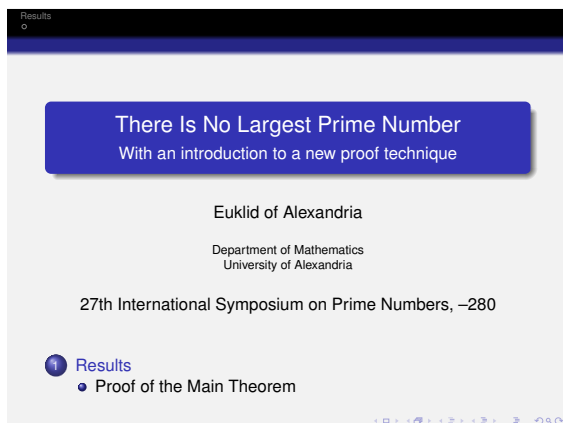 Results
There Is No Largest Prime Number
With an introduction to a new proof technique
Euklid of Alexandria
Department of Mathematics
University of Alexandria
27th International Symposium on Prime Numbers, –280
1 Results
Proof of the Main Theorem